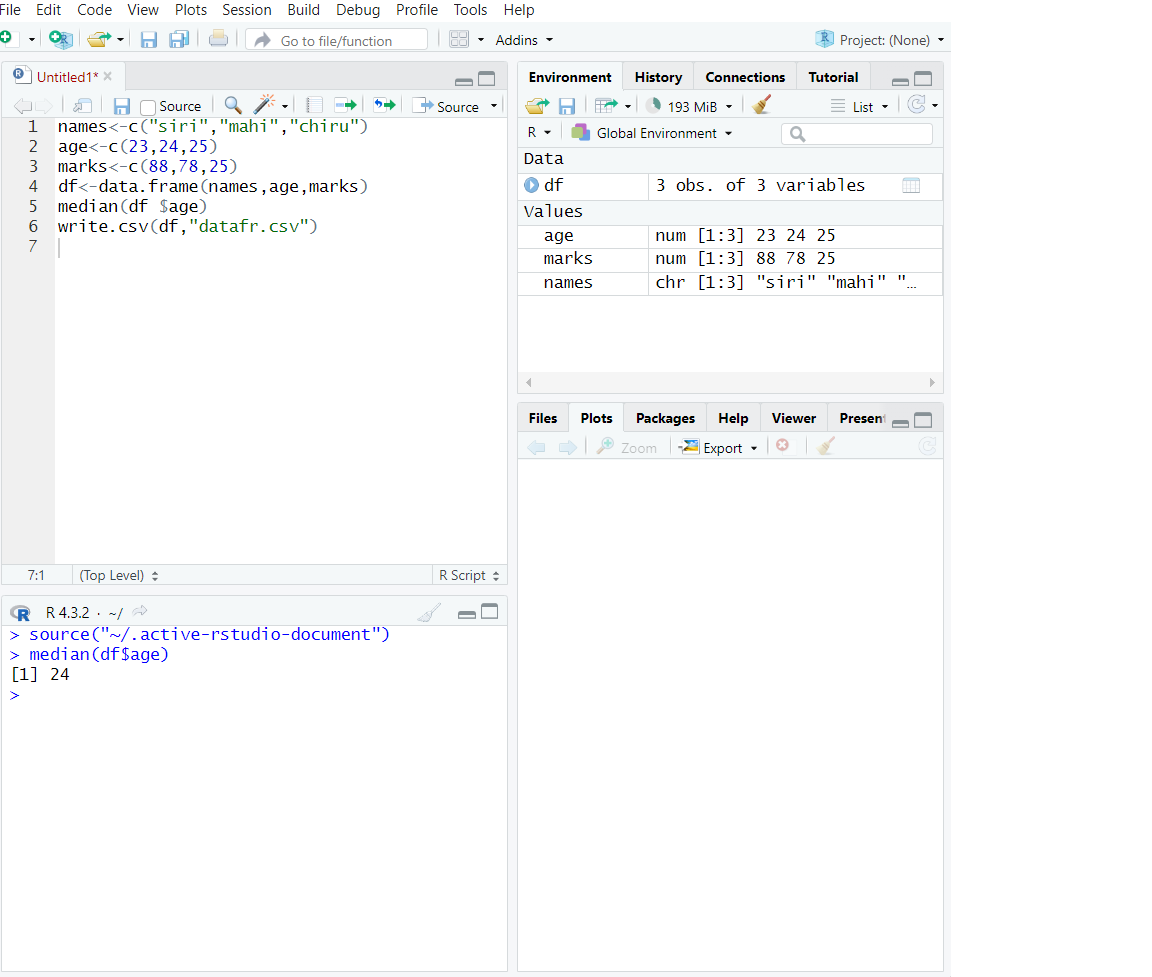 File Edit Code View Plots Session Build Debug Profile Tools Help
Go to file/function Addins Project: (None)
Untitled1*
Source Source
1 names<-c("siri","mahi","chiru")
2 age<-c(23,24,25)
3 marks<-c(88,78,25)
4 df<-data.frame(names,age,marks)
5 median(df $age)
6 write.csv(df,"datafr.csv")
7
7:1 (Top Level) R Script
R 4.3.2 · ~/
> source("~/.active-rstudio-document")
> median(df$age)
[1] 24
>
Environment History Connections Tutorial
193 MiB List
R Global Environment
Data
df 3 obs. of 3 variables
Values
age num [1:3] 23 24 25
marks num [1:3] 88 78 25
names chr [1:3] "siri" "mahi" "…
Files Plots Packages Help Viewer Present
Zoom Export